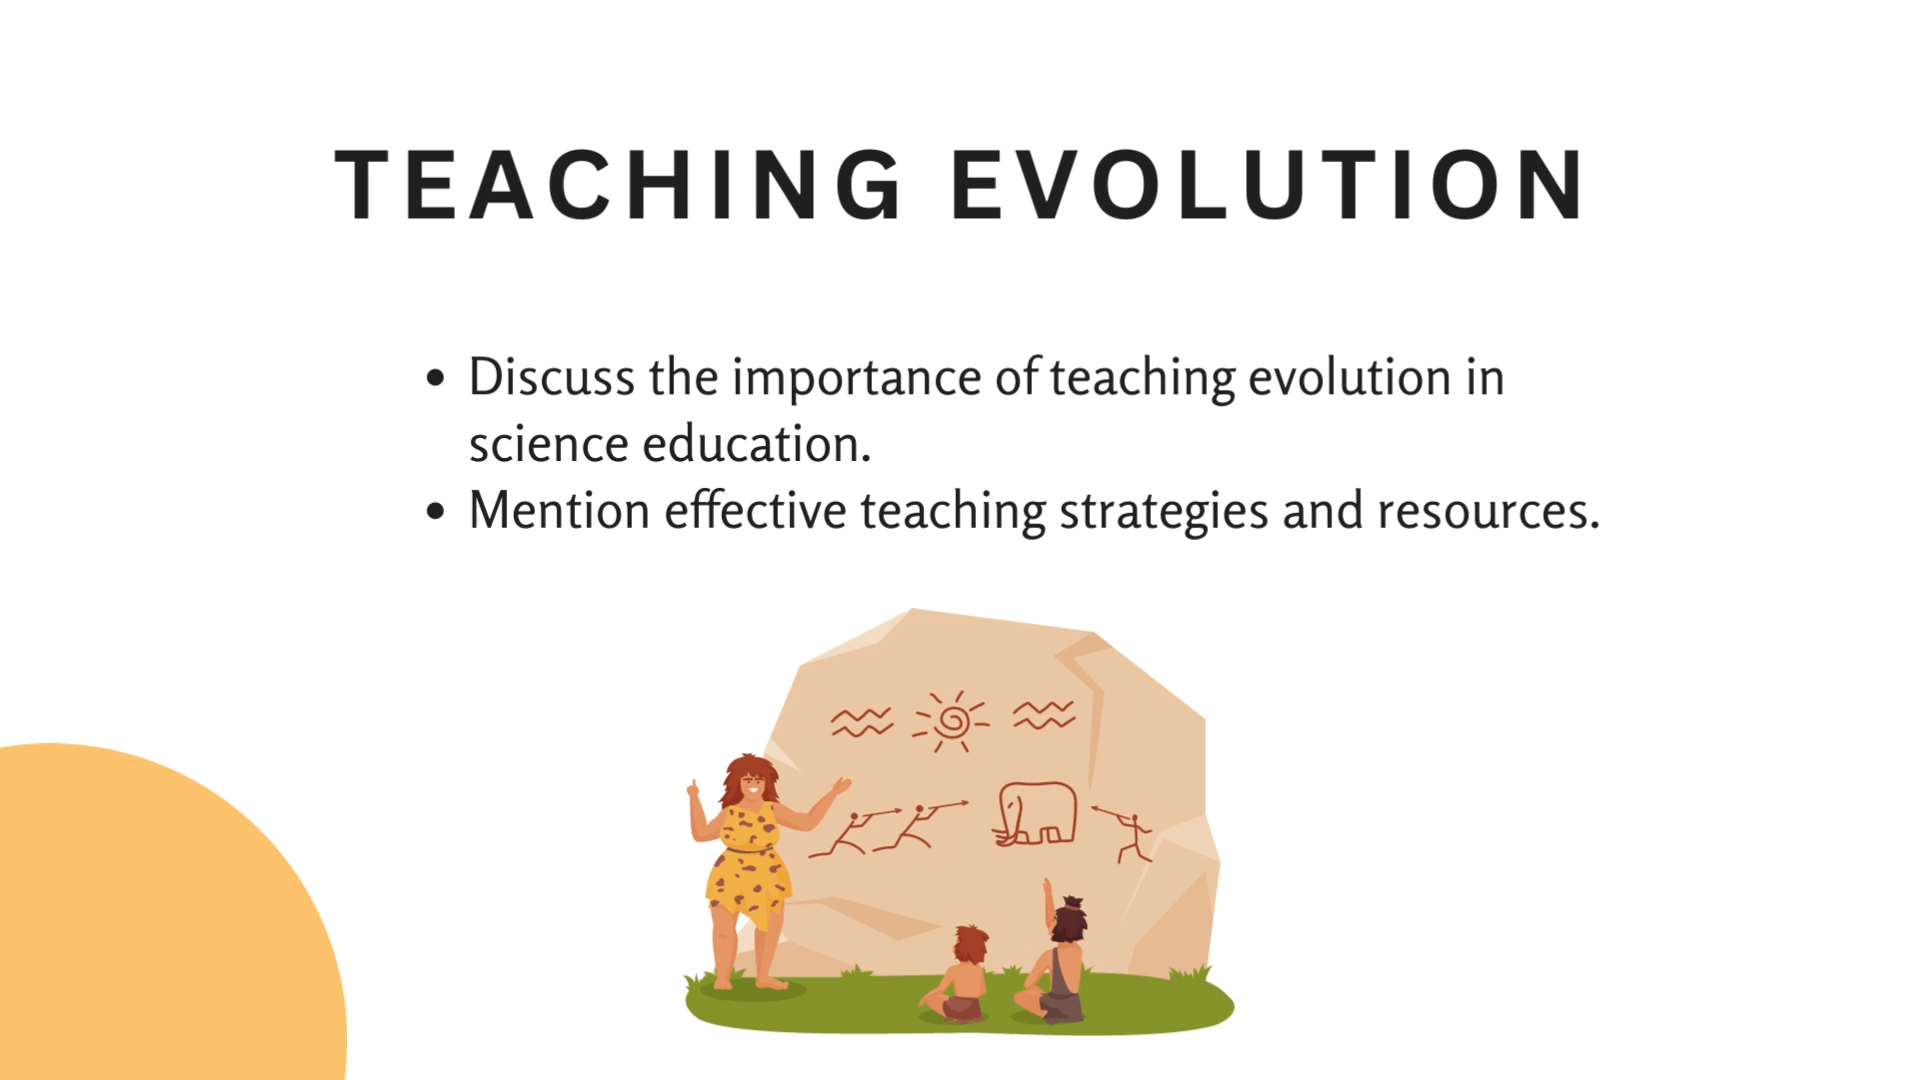 TEACHING EVOLUTION
• Discuss the importance of teaching evolution in
science education.
• Mention effective teaching strategies and resources.